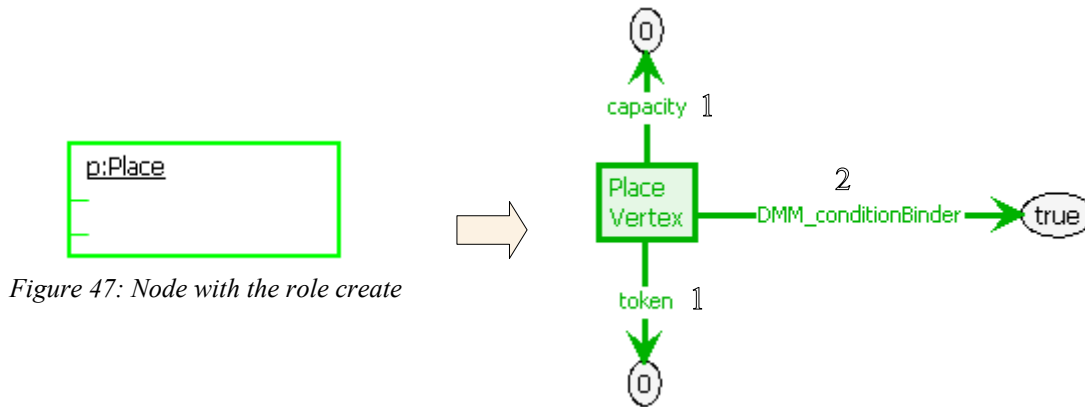 p:Place
Figure 47: Node with the role create
0
capacity 1
Place
Vertex
2
DMM_conditionBinder
true
token 1
0